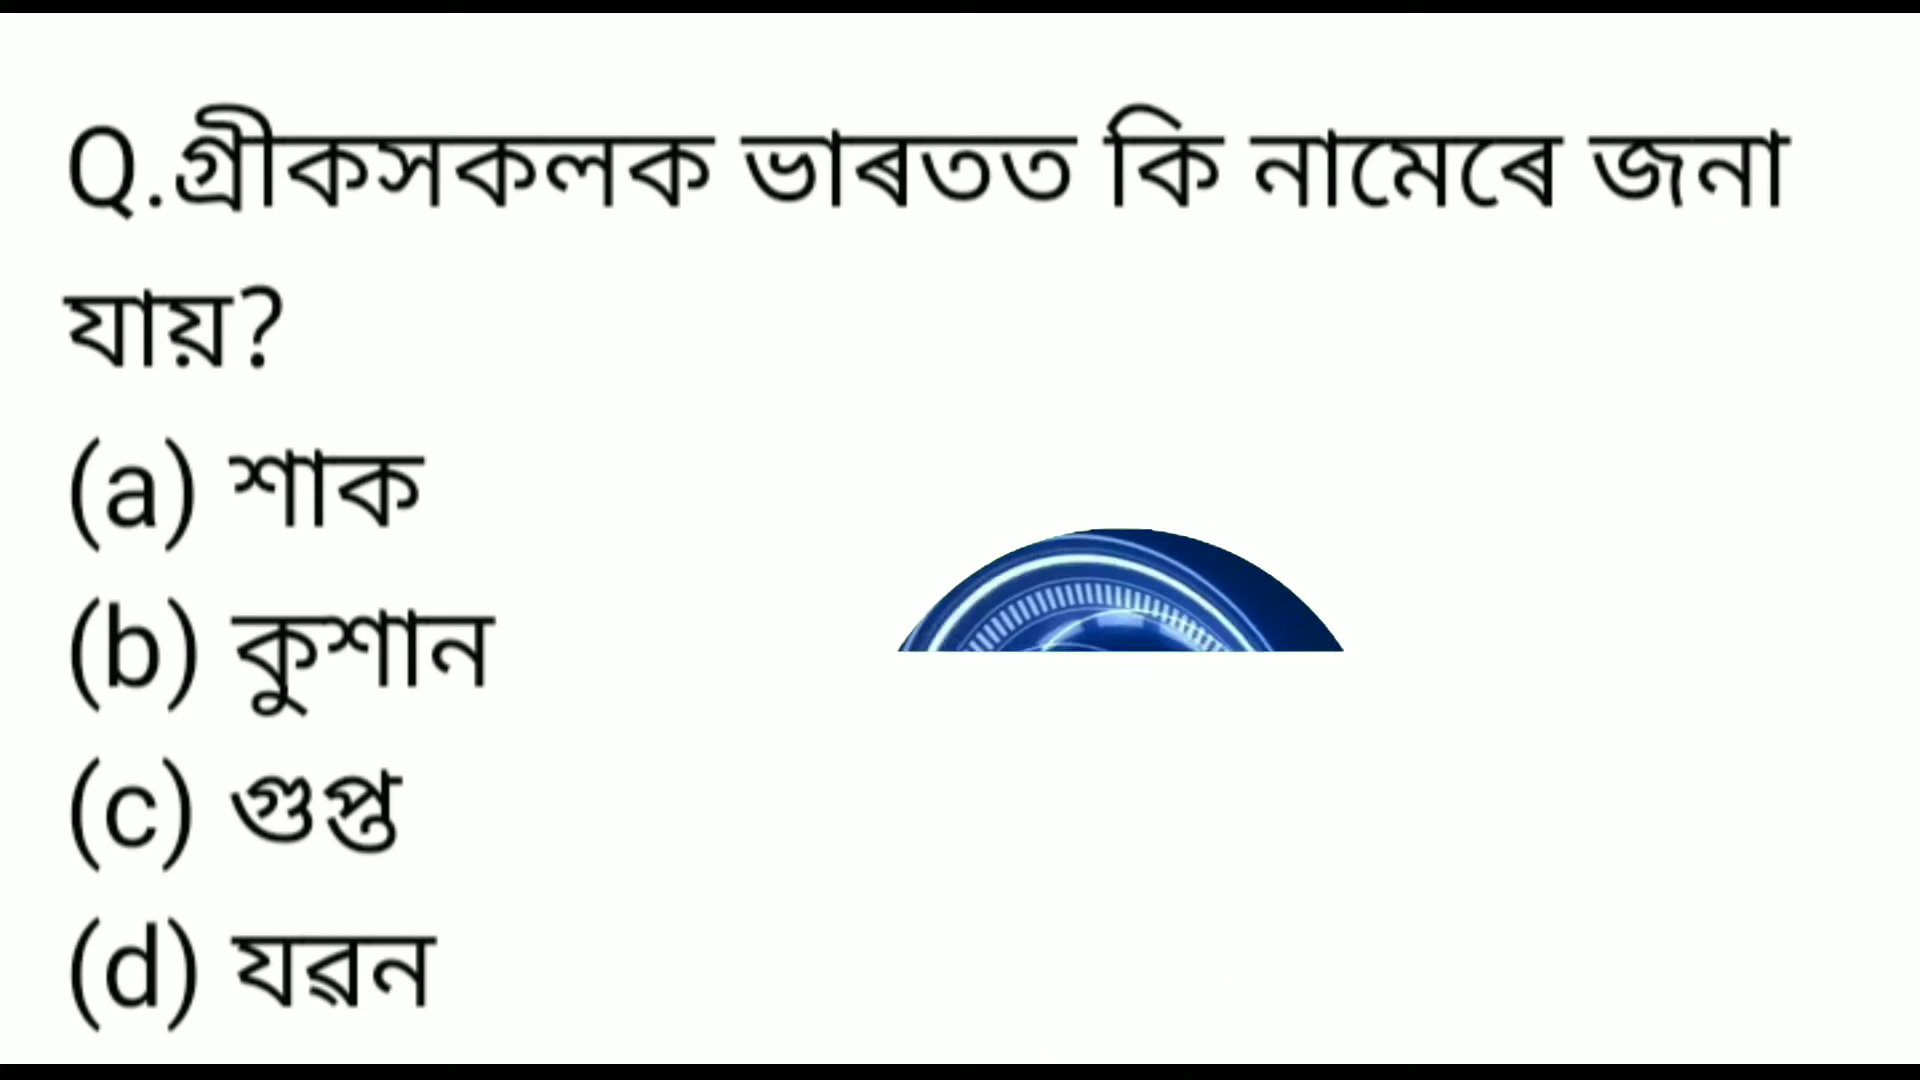 Q.গ্ৰীকসকলক ভাৰতত কি নামেৰে জনা
যায়?
(a) শাক
(b) কুশান
(c) গুপ্ত
(d) যৱন